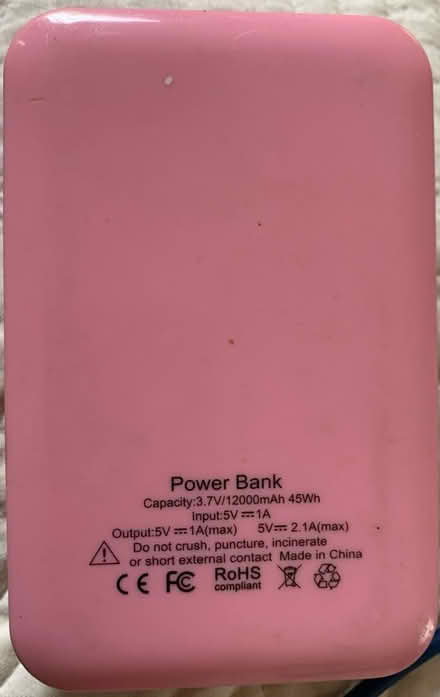 Power Bank
Capacity:3.7V/12000mAh 45Wh
Input:5V⎓1A
Output:5V⎓1A(max) 5V⎓2.1A(max)
Do not crush, puncture, incinerate
or short external contact Made in China
CE FC RoHS
compliant